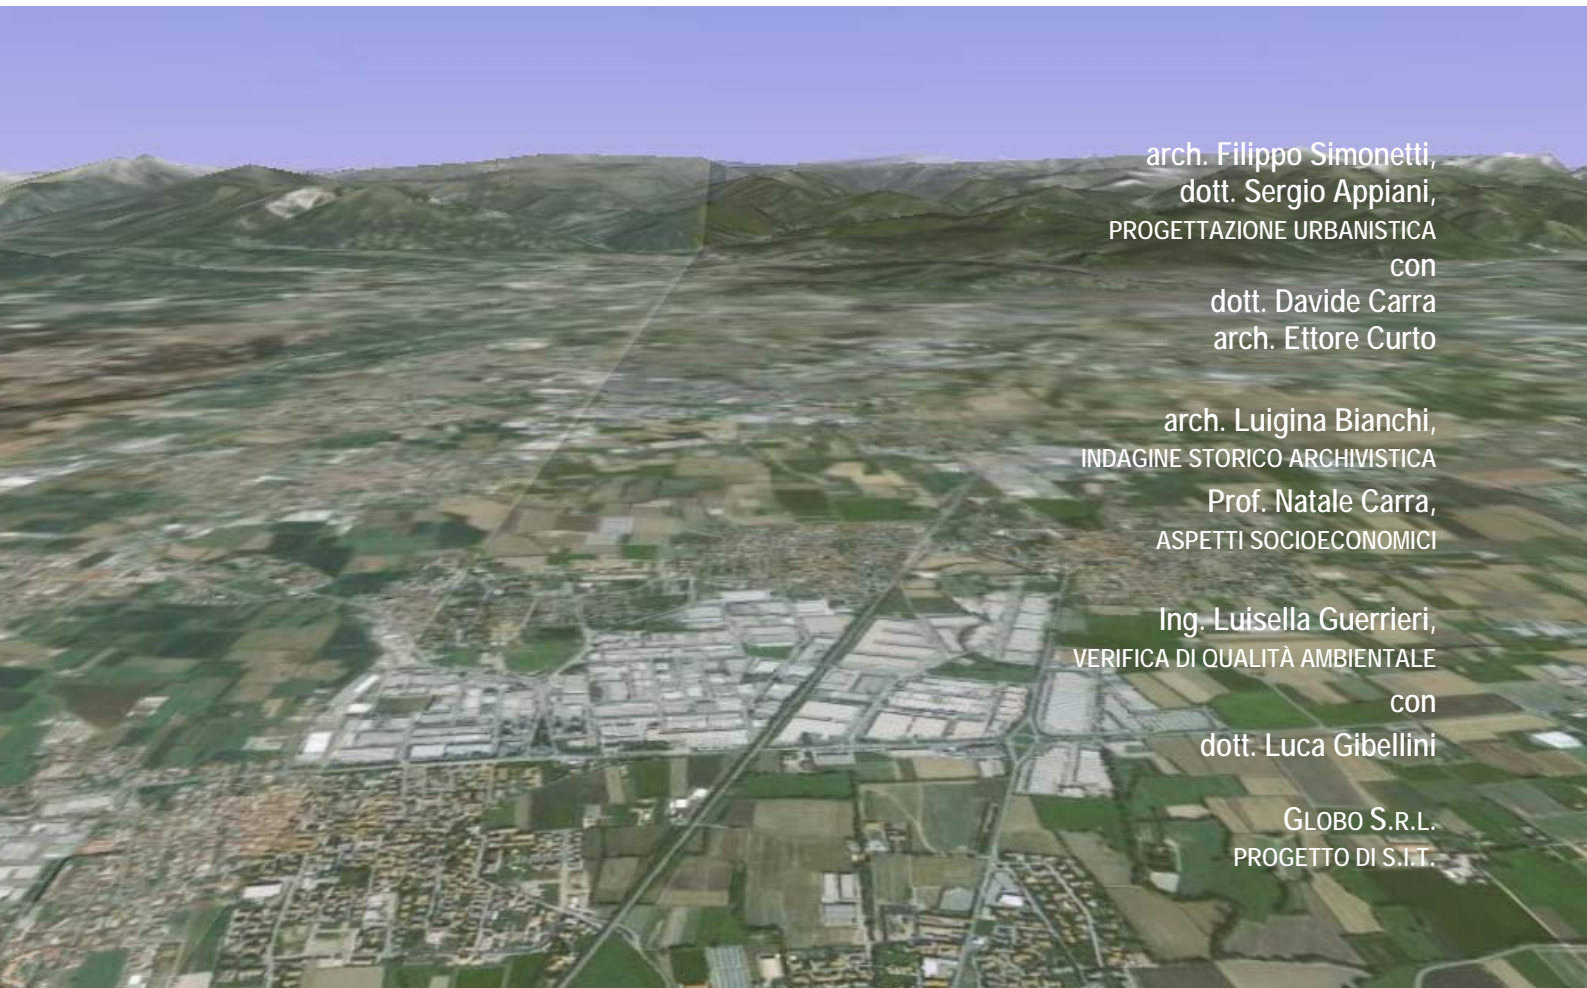 arch. Filippo Simonetti,
dott. Sergio Appiani,
PROGETTAZIONE URBANISTICA
con
dott. Davide Carra
arch. Ettore Curto
arch. Luigina Bianchi,
INDAGINE STORICO ARCHIVISTICA
Prof. Natale Carra,
ASPETTI SOCIOECONOMICI
Ing. Luisella Guerrieri,
VERIFICA DI QUALITÀ AMBIENTALE
con
dott. Luca Gibellini
GLOBO S.R.L.
PROGETTO DI S.I.T.